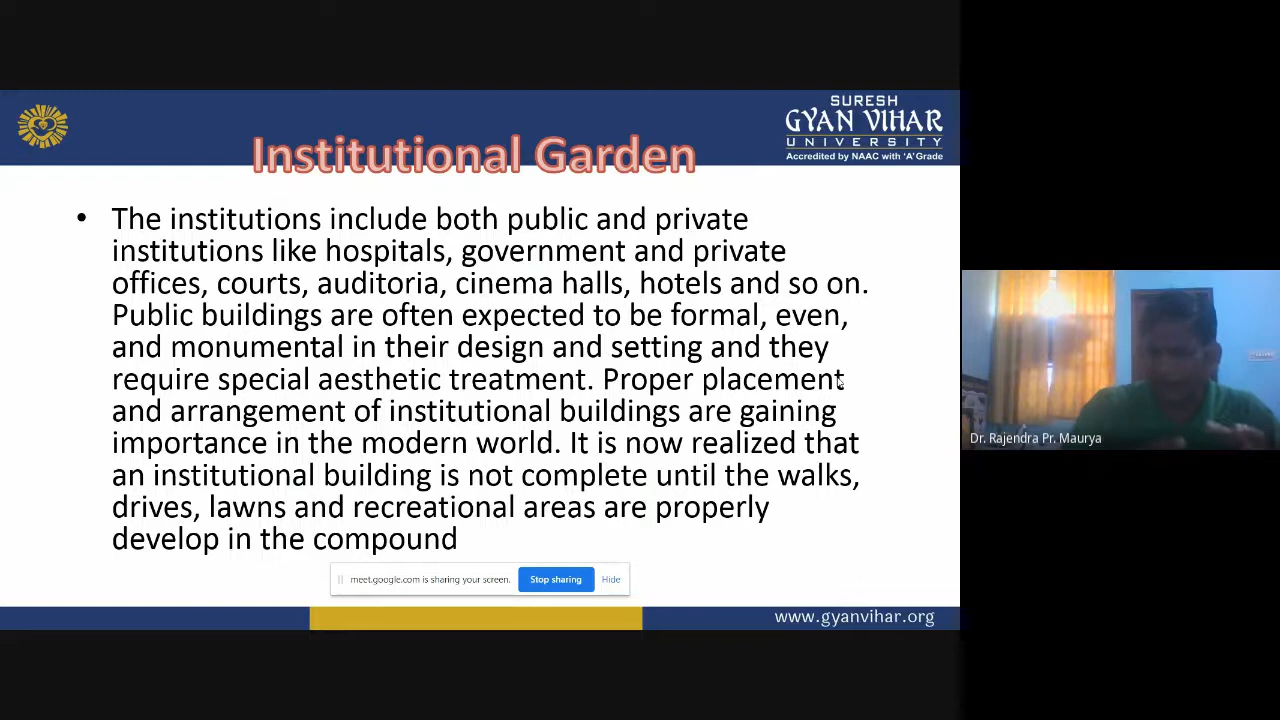 SURESH
GYAN VIHAR
UNIVERSITY
Accredited by NAAC with 'A' Grade
Institutional Garden
• The institutions include both public and private
institutions like hospitals, government and private
offices, courts, auditoria, cinema halls, hotels and so on.
Public buildings are often expected to be formal, even,
and monumental in their design and setting and they
require special aesthetic treatment. Proper placement
and arrangement of institutional buildings are gaining
importance in the modern world. It is now realized that
an institutional building is not complete until the walks,
drives, lawns and recreational areas are properly
develop in the compound
meet.google.com is sharing your screen. Stop sharing Hide
www.gyanvihar.org
Dr. Rajendra Pr. Maurya